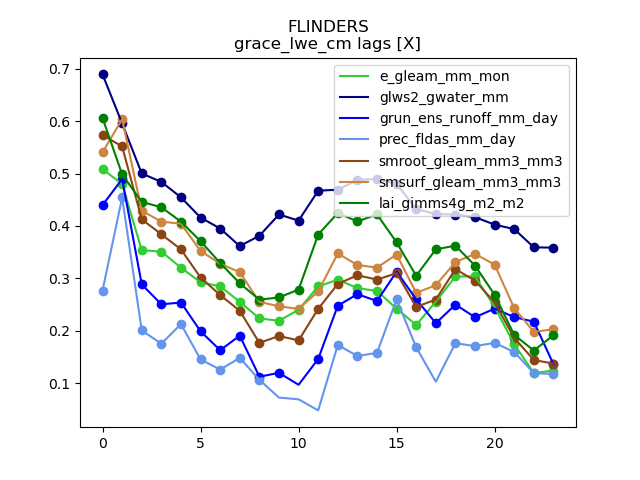 FLINDERS
grace_lwe_cm lags [X]
0.7
0.6
0.5
0.4
0.3
0.2
0.1
0
5
10
15
20
e_gleam_mm_mon
glws2_gwater_mm
grun_ens_runoff_mm_day
prec_fldas_mm_day
smroot_gleam_mm3_mm3
smsurf_gleam_mm3_mm3
lai_gimms4g_m2_m2